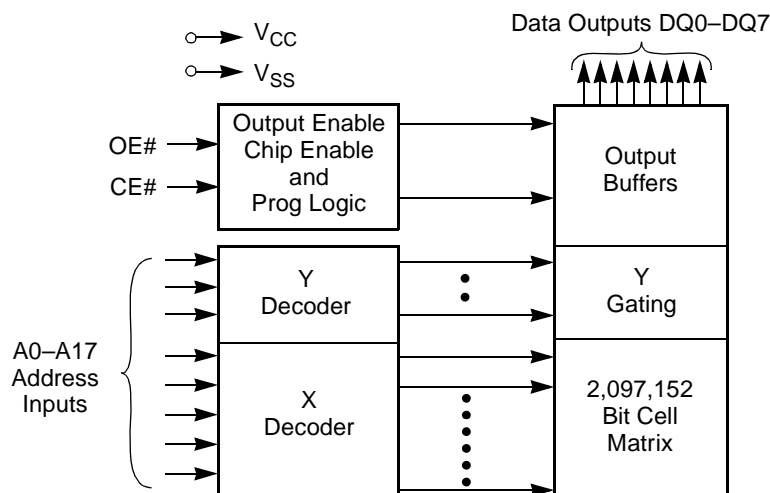 Data Outputs DQ0–DQ7
VCC
VSS
OE#
CE#
Output Enable
Chip Enable
and
Prog Logic
Output
Buffers
Y
Decoder
Y
Gating
A0–A17
Address
Inputs
X
Decoder
2,097,152
Bit Cell
Matrix